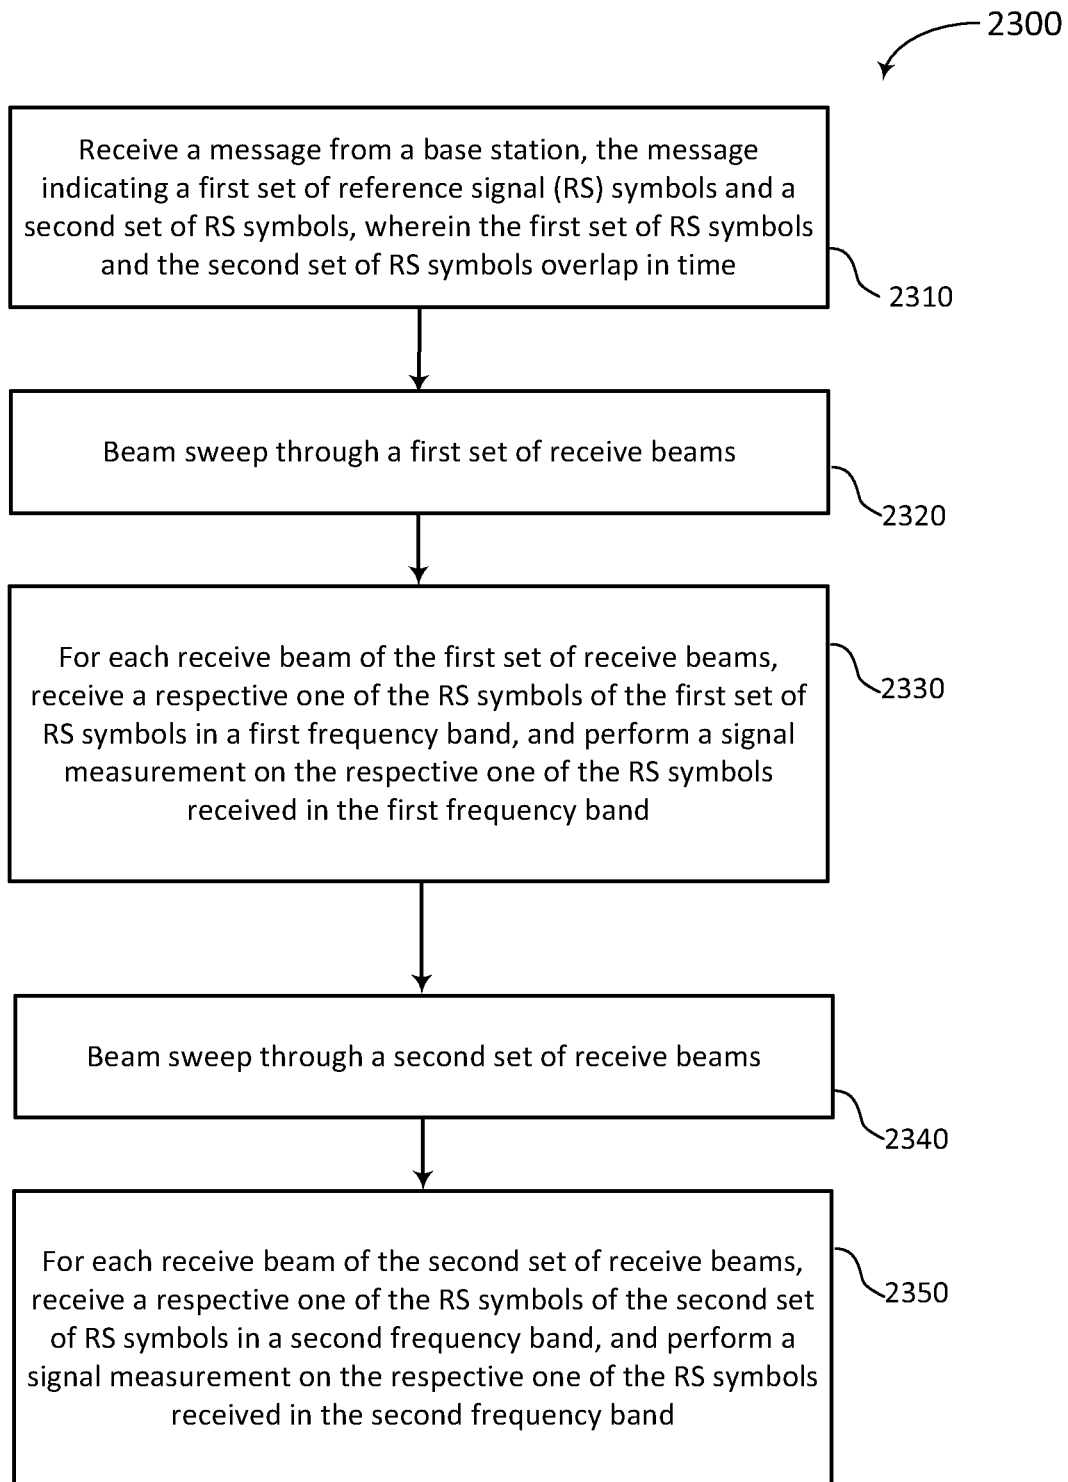 2300
Receive a message from a base station, the message
indicating a first set of reference signal (RS) symbols and a
second set of RS symbols, wherein the first set of RS symbols
and the second set of RS symbols overlap in time
2310
Beam sweep through a first set of receive beams
2320
For each receive beam of the first set of receive beams,
receive a respective one of the RS symbols of the first set of
RS symbols in a first frequency band, and perform a signal
measurement on the respective one of the RS symbols
received in the first frequency band
2330
Beam sweep through a second set of receive beams
2340
For each receive beam of the second set of receive beams,
receive a respective one of the RS symbols of the second set
of RS symbols in a second frequency band, and perform a
signal measurement on the respective one of the RS symbols
received in the second frequency band
2350